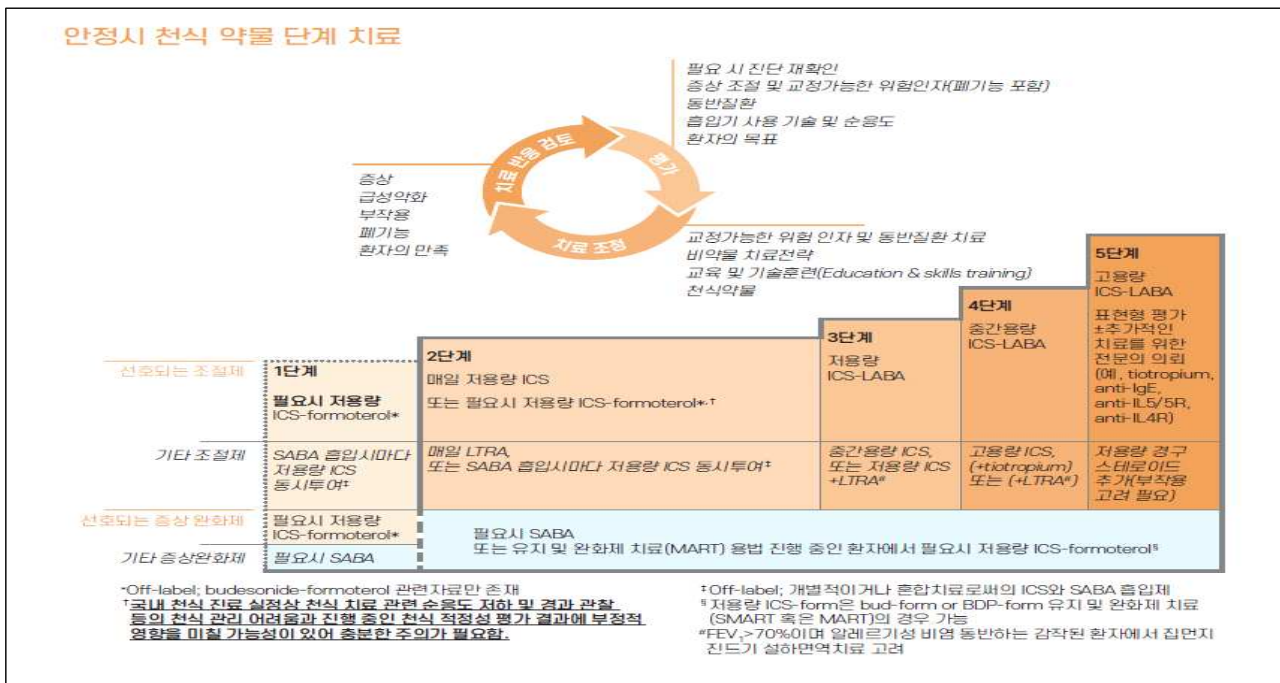 안정시 천식 약물 단계 치료
필요 시 진단 재확인
증상 조절 및 교정가능한 위험인자(폐기능 포함)
동반질환
흡입기 사용 기술 및 순응도
환자의 목표
치료 반응 검토
평가
치료 조정
증상
급성악화
부작용
폐기능
환자의 만족
교정가능한 위험 인자 및 동반질환 치료
비약물 치료전략
교육 및 기술훈련(Education & skills training)
천식약물
선호되는 조절제
1단계
필요시 저용량
ICS-formoterol*
2단계
매일 저용량 ICS
또는 필요시 저용량 ICS-formoterol*,†
3단계
저용량
ICS-LABA
4단계
중간용량
ICS-LABA
5단계
고용량
ICS-LABA
표현형 평가
±추가적인
치료를 위한
전문의 의뢰
(예, tiotropium,
anti-IgE,
anti-IL5/5R,
anti-IL4R)
기타 조절제
SABA 흡입시마다
저용량 ICS
동시투여‡
매일 LTRA,
또는 SABA 흡입시마다 저용량 ICS 동시투여‡
중간용량 ICS,
또는 저용량 ICS
+LTRA#
고용량 ICS,
(+tiotropium)
또는 (+LTRA#)
저용량 경구
스테로이드
추가(부작용
고려 필요)
선호되는 증상 완화제
필요시 저용량
ICS-formoterol*
필요시 SABA
또는 유지 및 완화제 치료(MART) 용법 진행 중인 환자에서 필요시 저용량 ICS-formoterol§
기타 증상완화제
필요시 SABA
*Off-label; budesonide-formoterol 관련자료만 존재
†국내 천식 진료 실정상 천식 치료 관련 순응도 저하 및 경과 관찰
등의 천식 관리 어려움과 진행 중인 천식 적정성 평가 결과에 부정적
영향을 미칠 가능성이 있어 충분한 주의가 필요함.
‡Off-label; 개별적이거나 혼합치료로써의 ICS와 SABA 흡입제
§저용량 ICS-form은 bud-form or BDP-form 유지 및 완화제 치료
(SMART 혹은 MART)의 경우 가능
#FEV₁>70%이며 알레르기성 비염 동반하는 감작된 환자에서 집먼지
진드기 설하면역치료 고려